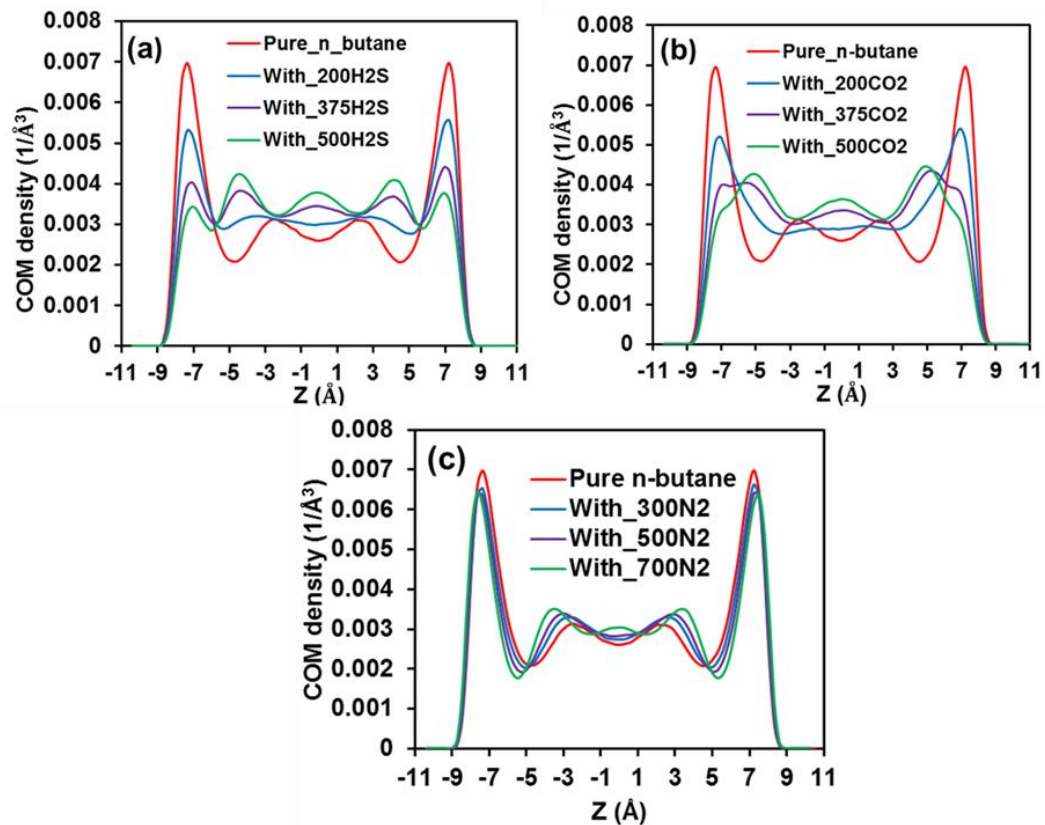 (a)
Pure_n_butane
With_200H2S
With_375H2S
With_500H2S
COM density (1/Å³)
0.008
0.007
0.006
0.005
0.004
0.003
0.002
0.001
0
-11 -9 -7 -5 -3 -1 1 3 5 7 9 11
Z (Å)
(b)
Pure_n-butane
With_200CO2
With_375CO2
With_500CO2
COM density (1/Å³)
0.008
0.007
0.006
0.005
0.004
0.003
0.002
0.001
0
-11 -9 -7 -5 -3 -1 1 3 5 7 9 11
Z (Å)
(c)
Pure n-butane
With_300N2
With_500N2
With_700N2
COM density (1/Å³)
0.008
0.007
0.006
0.005
0.004
0.003
0.002
0.001
0
-11 -9 -7 -5 -3 -1 1 3 5 7 9 11
Z (Å)